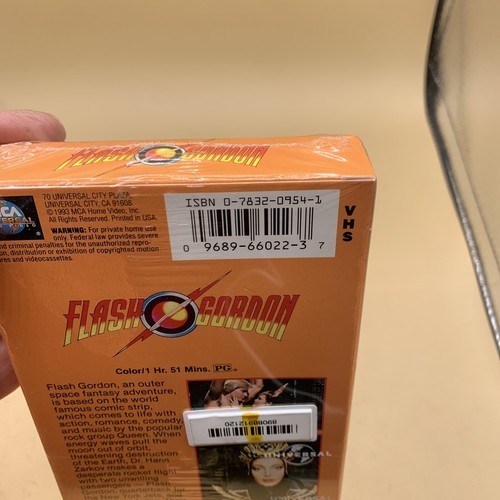 FLASH GORDON
70 UNIVERSAL CITY PLAZA,
UNIVERSAL CITY, CA 91608
© 1993 MCA Home Video, Inc.
All Rights Reserved. Printed in USA.
WARNING: For private home use
only. Federal law provides severe
and criminal penalties for the unauthorized repro-
duction, distribution or exhibition of copyrighted motion
pictures and videocassettes.
ISBN 0-7832-0954-1
0 9689-66022-3 7
VHS
FLASH GORDON
Color/1 Hr. 51 Mins. PG
Flash Gordon, an outer
space fantasy adventure,
is based on the world
famous comic strip,
which comes to life with
action, romance, comedy,
and music by the popular
rock group Queen. When
energy waves pull the
moon out of orbit,
threatening destruction
of the Earth, Dr. Hans
Zarkov makes a
desperate rocket flight
with two unwilling
passengers
UNIVERSAL